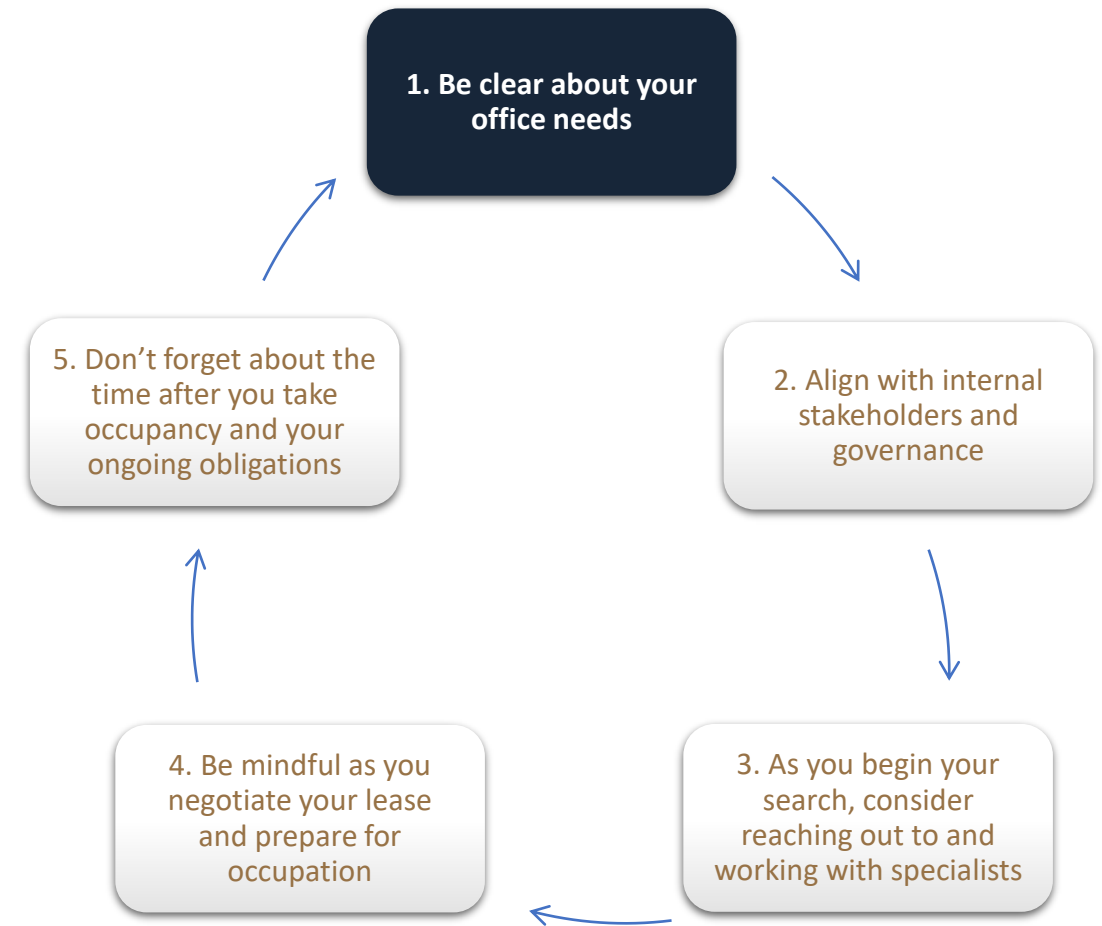 1. Be clear about your
office needs
2. Align with internal
stakeholders and
governance
3. As you begin your
search, consider
reaching out to and
working with specialists
4. Be mindful as you
negotiate your lease
and prepare for
occupation
5. Don’t forget about the
time after you take
occupancy and your
ongoing obligations